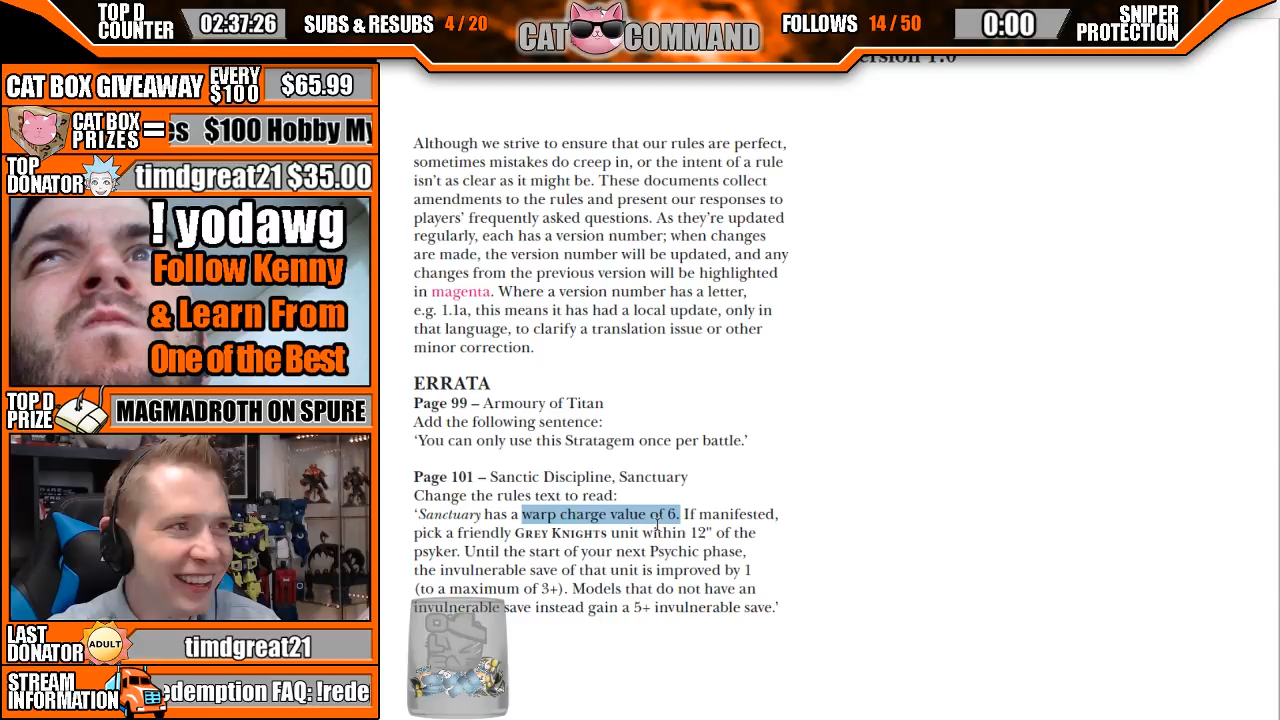 TOP D
COUNTER
02:37:26
SUBS & RESUBS 4 / 20
CAT COMMAND
FOLLOWS 14 / 50
0:00
SNIPER
PROTECTION
CAT BOX GIVEAWAY
EVERY
$100
$65.99
CAT BOX
PRIZES
=
es $100 Hobby My
TOP
DONATOR
timdgreat21 $35.00
! yodawg
Follow Kenny
& Learn From
One of the Best
TOP D
PRIZE
MAGMADROTH ON SPURE
LAST
DONATOR
ADULT
timdgreat21
STREAM
INFORMATION
edemption FAQ: !rede
ersion 1.0
Although we strive to ensure that our rules are perfect,
sometimes mistakes do creep in, or the intent of a rule
isn't as clear as it might be. These documents collect
amendments to the rules and present our responses to
players' frequently asked questions. As they're updated
regularly, each has a version number; when changes
are made, the version number will be updated, and any
changes from the previous version will be highlighted
in magenta. Where a version number has a letter,
e.g. 1.1a, this means it has had a local update, only in
that language, to clarify a translation issue or other
minor correction.
ERRATA
Page 99 – Armoury of Titan
Add the following sentence:
‘You can only use this Stratagem once per battle.’
Page 101 – Sanctic Discipline, Sanctuary
Change the rules text to read:
‘Sanctuary has a warp charge value of 6. If manifested,
pick a friendly GREY KNIGHTS unit within 12" of the
psyker. Until the start of your next Psychic phase,
the invulnerable save of that unit is improved by 1
(to a maximum of 3+). Models that do not have an
invulnerable save instead gain a 5+ invulnerable save.’